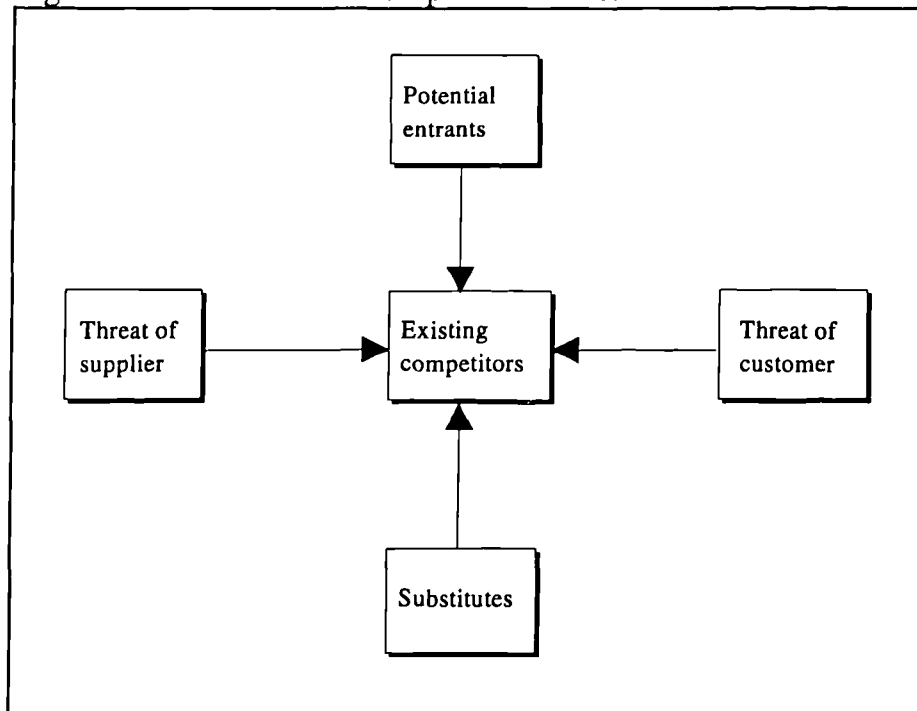 Potential
entrants
Threat of
supplier
Existing
competitors
Threat of
customer
Substitutes